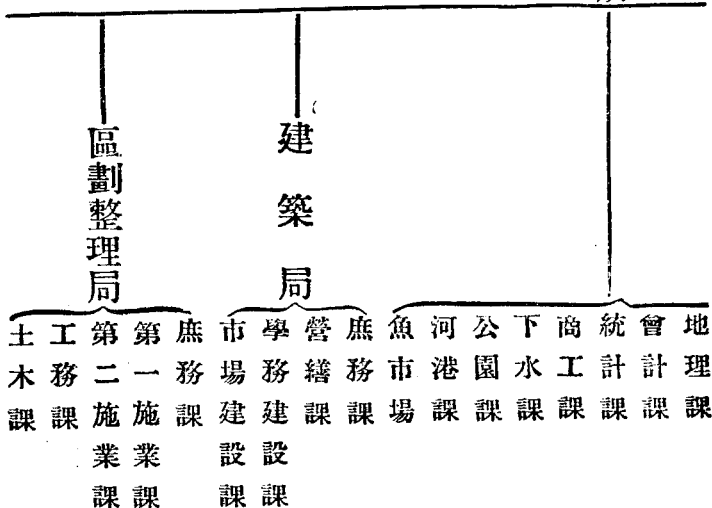 地理課
會計課
統計課
商工課
下水課
公園課
河港課
魚市場
建築局
庶務課
營繕課
學務建設課
市場建設課
區劃整理局
庶務課
第一施業課
第二施業課
工務課
土木課